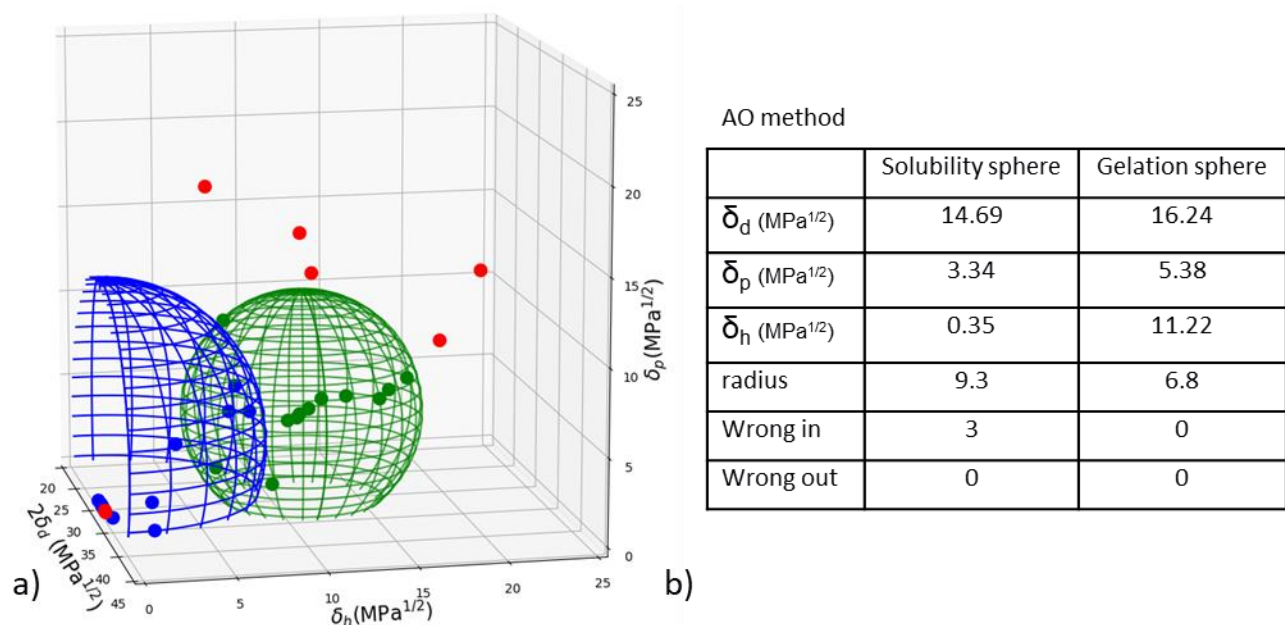 25
20
15
10
5
0
δp(MPa1/2)
20
25
30
35
40
45
2δd (MPa1/2)
0
5
10
15
20
25
δh(MPa1/2)
a)
b)
AO method
Solubility sphere Gelation sphere
δd (MPa1/2) 14.69 16.24
δp (MPa1/2) 3.34 5.38
δh (MPa1/2) 0.35 11.22
radius 9.3 6.8
Wrong in 3 0
Wrong out 0 0